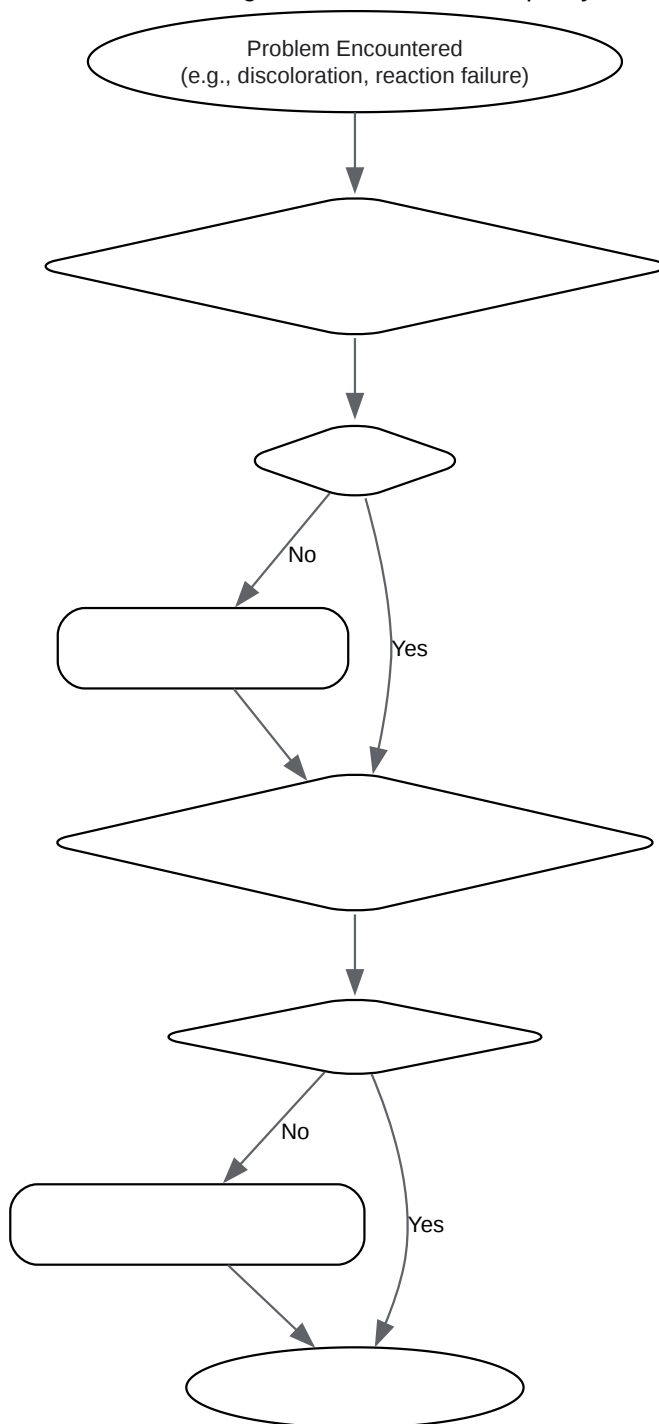 Problem Encountered
(e.g., discoloration, reaction failure)
No
Yes
No
Yes